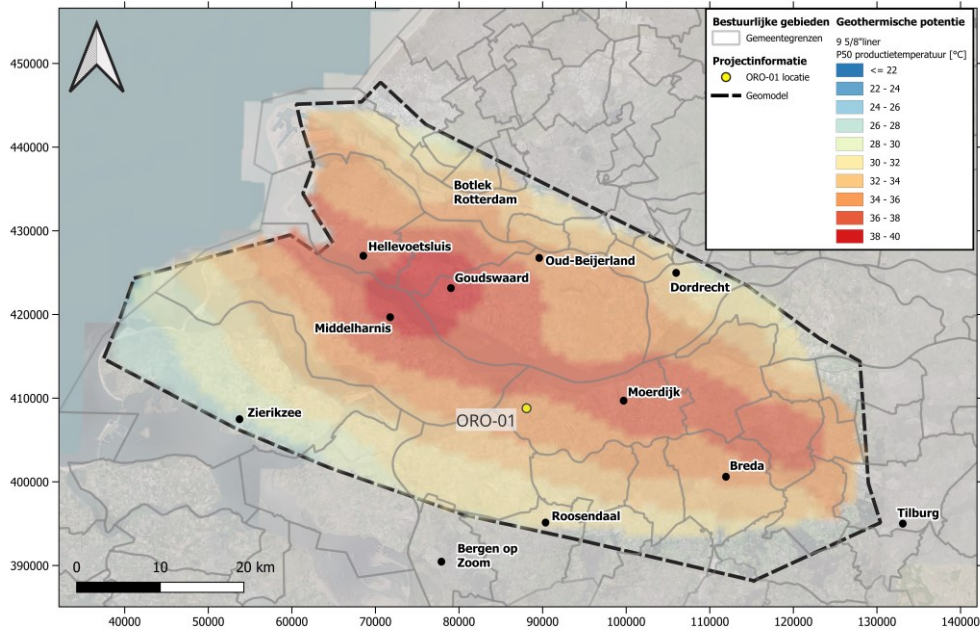 Bestuurlijke gebieden
Gemeentegrenzen
Projectinformatie
ORO-01 locatie
Geomodel
Geothermische potentie
9 5/8"liner
P50 productietemperatuur [°C]
<= 22
22 - 24
24 - 26
26 - 28
28 - 30
30 - 32
32 - 34
34 - 36
36 - 38
38 - 40
450000
440000
430000
420000
410000
400000
390000
Botlek
Rotterdam
Hellevoetsluis
Oud-Beijerland
Goudswaard
Dordrecht
Middelharnis
Moerdijk
Zierikzee
ORO-01
Breda
Roosendaal
Tilburg
Bergen op
Zoom
0 10 20 km
40000 50000 60000 70000 80000 90000 100000 110000 120000 130000 140000